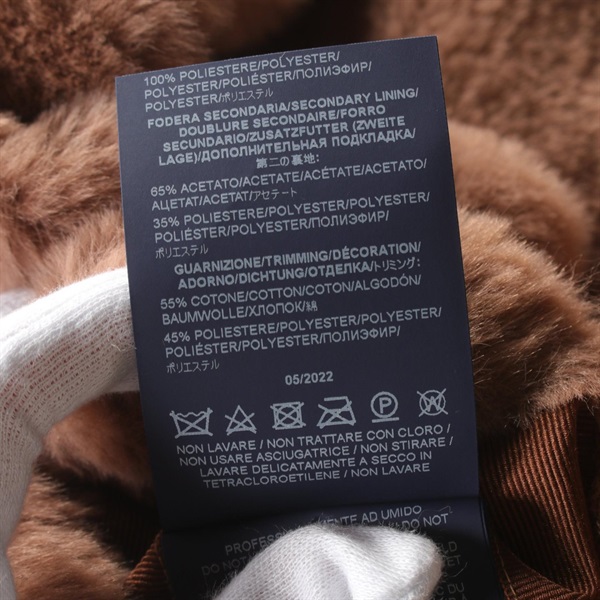 100% POLIESTERE/POLYESTER/
POLYESTER/POLIÉSTER/ПОЛИЭФИР/
POLYESTER/ポリエステル
FODERA SECONDARIA/SECONDARY LINING/
DOUBLURE SECONDAIRE/FORRO
SECUNDARIO/ZUSATZFUTTER (ZWEITE
LAGE)/ДОПОЛНИТЕЛЬНАЯ ПОДКЛАДКА/
第二の裏地:
65% ACETATO/ACETATE/ACÉTATE/ACETATO/
АЦЕТАТ/ACETAT/アセテート
35% POLIESTERE/POLYESTER/POLYESTER/
POLIÉSTER/POLYESTER/ПОЛИЭФИР/
ポリエステル
GUARNIZIONE/TRIMMING/DÉCORATION/
ADORNO/DICHTUNG/ОТДЕЛКА/トリミング:
55% COTONE/COTTON/COTON/ALGODÓN/
BAUMWOLLE/ХЛОПОК/綿
45% POLIESTERE/POLYESTER/POLYESTER/
POLIÉSTER/POLYESTER/ПОЛИЭФИР/
ポリエステル
05/2022
P W
NON LAVARE / NON TRATTARE CON CLORO /
NON USARE ASCIUGATRICE / NON STIRARE /
LAVARE DELICATAMENTE A SECCO IN
TETRACLOROETILENE / NON LAVARE
AD UMIDO
DO NOT